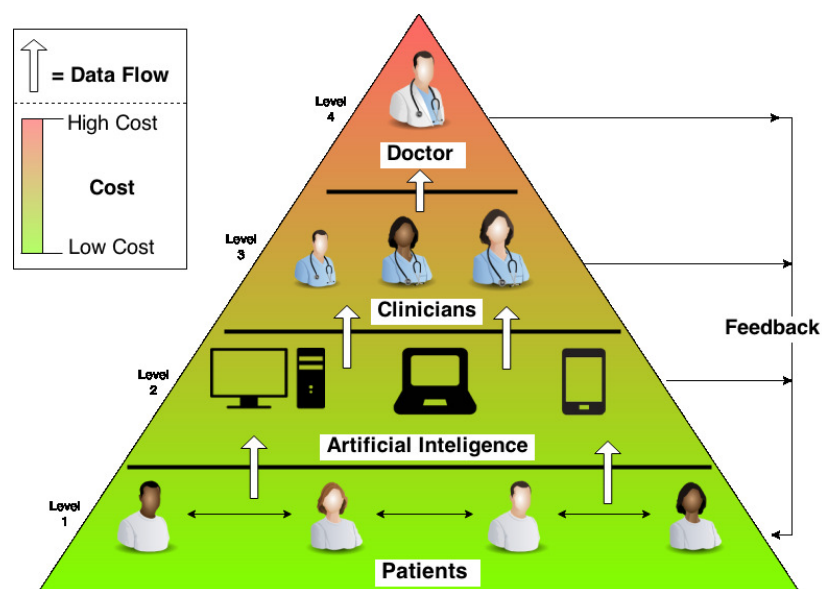 = Data Flow
High Cost
Cost
Low Cost
Level
4
Doctor
Level
3
Clinicians
Feedback
Level
2
Artificial Inteligence
Level
1
Patients